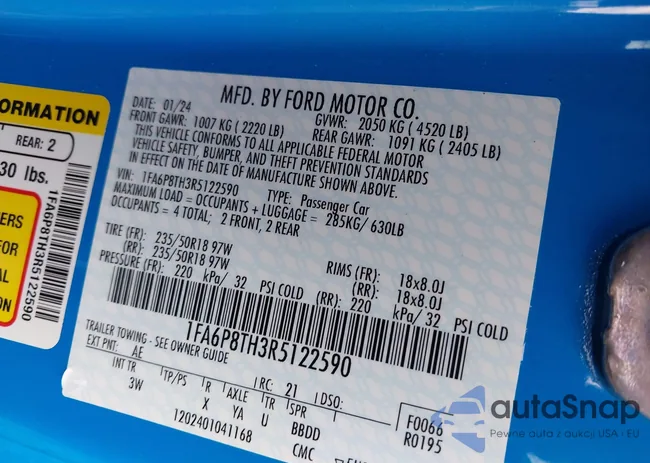 ORMATION
REAR: 2
30 lbs.
ERS
FOR
AL
ION
1FA6P8TH3R5122590
MFD. BY FORD MOTOR CO.
DATE: 01/24 GVWR: 2050 KG ( 4520 LB)
FRONT GAWR: 1007 KG ( 2220 LB) REAR GAWR: 1091 KG ( 2405 LB)
THIS VEHICLE CONFORMS TO ALL APPLICABLE FEDERAL MOTOR
VEHICLE SAFETY, BUMPER, AND THEFT PREVENTION STANDARDS
IN EFFECT ON THE DATE OF MANUFACTURE SHOWN ABOVE.
VIN: 1FA6P8TH3R5122590 TYPE: Passenger Car
MAXIMUM LOAD = OCCUPANTS + LUGGAGE = 285KG/ 630LB
OCCUPANTS = 4 TOTAL; 2 FRONT, 2 REAR
TIRE (FR): 235/50R18 97W RIMS (FR): 18x8.0J
(RR): 235/50R18 97W (RR): 18x8.0J
PRESSURE (FR): 220 kPa/ 32 PSI COLD (RR): 220 kPa/ 32 PSI COLD
1FA6P8TH3R5122590
TRAILER TOWING - SEE OWNER GUIDE
EXT PNT: AE RC: 21 DSO:
INT TR TP/PS R AXLE TR SPR F0066
3W X YA U BBDD R0195
1202401041168 CMC
autaSnap
Pewne auta z aukcji USA - EU